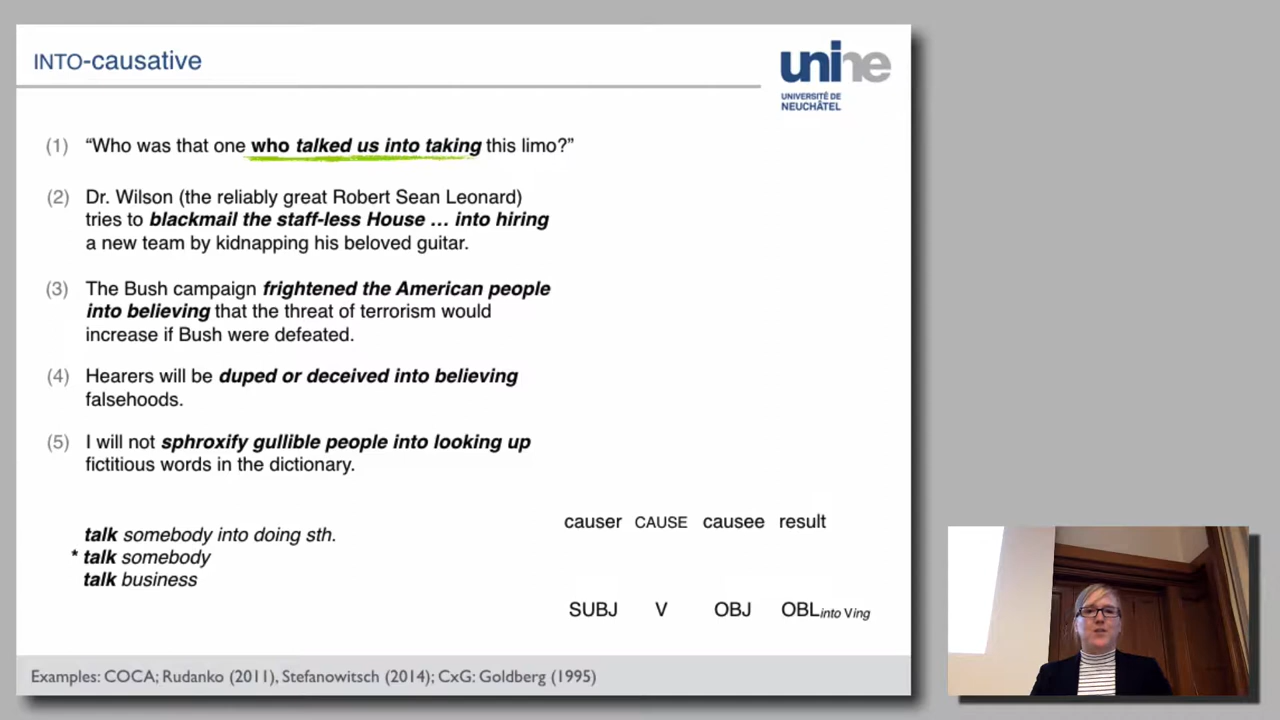 INTO-causative
unine
UNIVERSITÉ DE
NEUCHÂTEL
(1) “Who was that one who talked us into taking this limo?”
(2) Dr. Wilson (the reliably great Robert Sean Leonard)
tries to blackmail the staff-less House … into hiring
a new team by kidnapping his beloved guitar.
(3) The Bush campaign frightened the American people
into believing that the threat of terrorism would
increase if Bush were defeated.
(4) Hearers will be duped or deceived into believing
falsehoods.
(5) I will not sphroxify gullible people into looking up
fictitious words in the dictionary.
talk somebody into doing sth.
* talk somebody
talk business
causer CAUSE causee result
SUBJ V OBJ OBL into Ving
Examples: COCA; Rudanko (2011), Stefanowitsch (2014); CxG: Goldberg (1995)